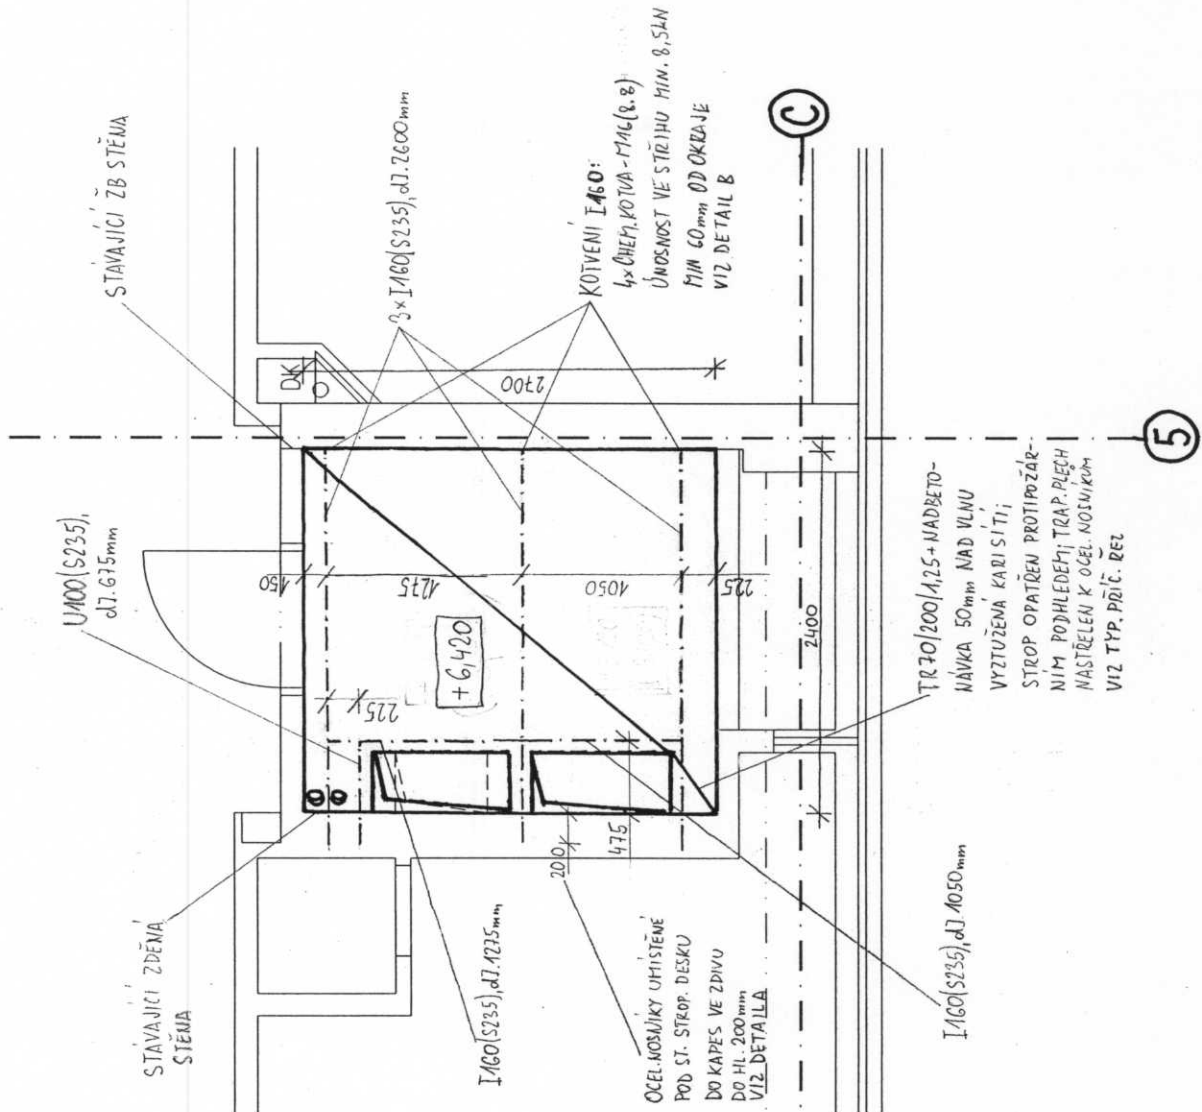 STÁVAJÍCÍ ŽB STĚNA
3×I160(S235), dl. 2600mm
KOTVENÍ I160:
4×CHEM.KOTVA-M16(8.8)
ÚNOSNOST VE STŘIHU MIN. 8,5kN
MIN 60mm OD OKRAJE
VIZ DETAIL B
C
DK
2700
U100(S235),
dl. 675mm
150
1275
1050
225
+6,420
225
2400
5
TR70/200/1,25+NADBETO-
NÁVKA 50mm NAD VLNU
VYZTUŽENÁ KARI SÍTÍ;
STROP OPATŘEN PROTIPOŽÁR-
NÍM PODHLEDEM; TRAP.PLECH
NASTŘELEN K OCEL.NOSNÍKŮM
VIZ TYP. PŘÍČ. ŘEZ
475
200
STÁVAJÍCÍ ZDĚNÁ
STĚNA
I160(S235), dl. 1275mm
OCEL.NOSNÍKY UMÍSTĚNÉ
POD ST. STROP. DESKU
DO KAPES VE ZDIVU
DO HL. 200mm
VIZ DETAIL A
I160(S235), dl. 1050mm